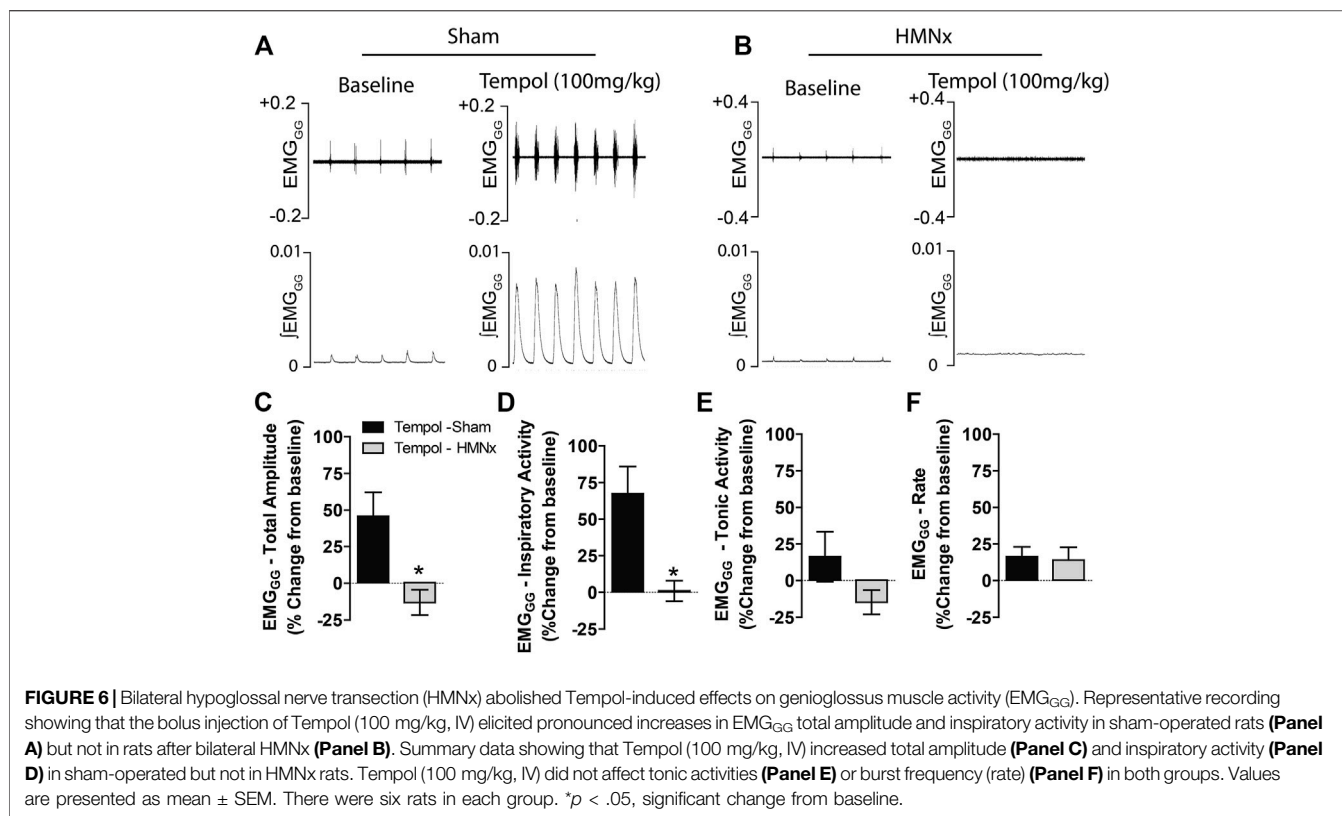 A
Sham
B
HMNx
Baseline
Tempol (100mg/kg)
Baseline
Tempol (100mg/kg)
+0.2
EMGGG
-0.2
+0.2
EMGGG
-0.2
+0.4
EMGGG
-0.4
+0.4
EMGGG
-0.4
0.01
∫EMGGG
0
0.01
∫EMGGG
0
0.01
∫EMGGG
0
0.01
∫EMGGG
0
C
Tempol -Sham
Tempol - HMNx
EMGGG - Total Amplitude
(% Change from baseline)
100
75
50
25
0
-25
*
D
EMGGG - Inspiratory Activity
(%Change from baseline)
100
75
50
25
0
-25
*
E
EMGGG - Tonic Activity
(%Change from baseline)
100
75
50
25
0
-25
F
EMGGG - Rate
(%Change from baseline)
100
75
50
25
0
-25
FIGURE 6 | Bilateral hypoglossal nerve transection (HMNx) abolished Tempol-induced effects on genioglossus muscle activity (EMGGG). Representative recording
showing that the bolus injection of Tempol (100 mg/kg, IV) elicited pronounced increases in EMGGG total amplitude and inspiratory activity in sham-operated rats (Panel
A) but not in rats after bilateral HMNx (Panel B). Summary data showing that Tempol (100 mg/kg, IV) increased total amplitude (Panel C) and inspiratory activity (Panel
D) in sham-operated but not in HMNx rats. Tempol (100 mg/kg, IV) did not affect tonic activities (Panel E) or burst frequency (rate) (Panel F) in both groups. Values
are presented as mean ± SEM. There were six rats in each group. *p < .05, significant change from baseline.